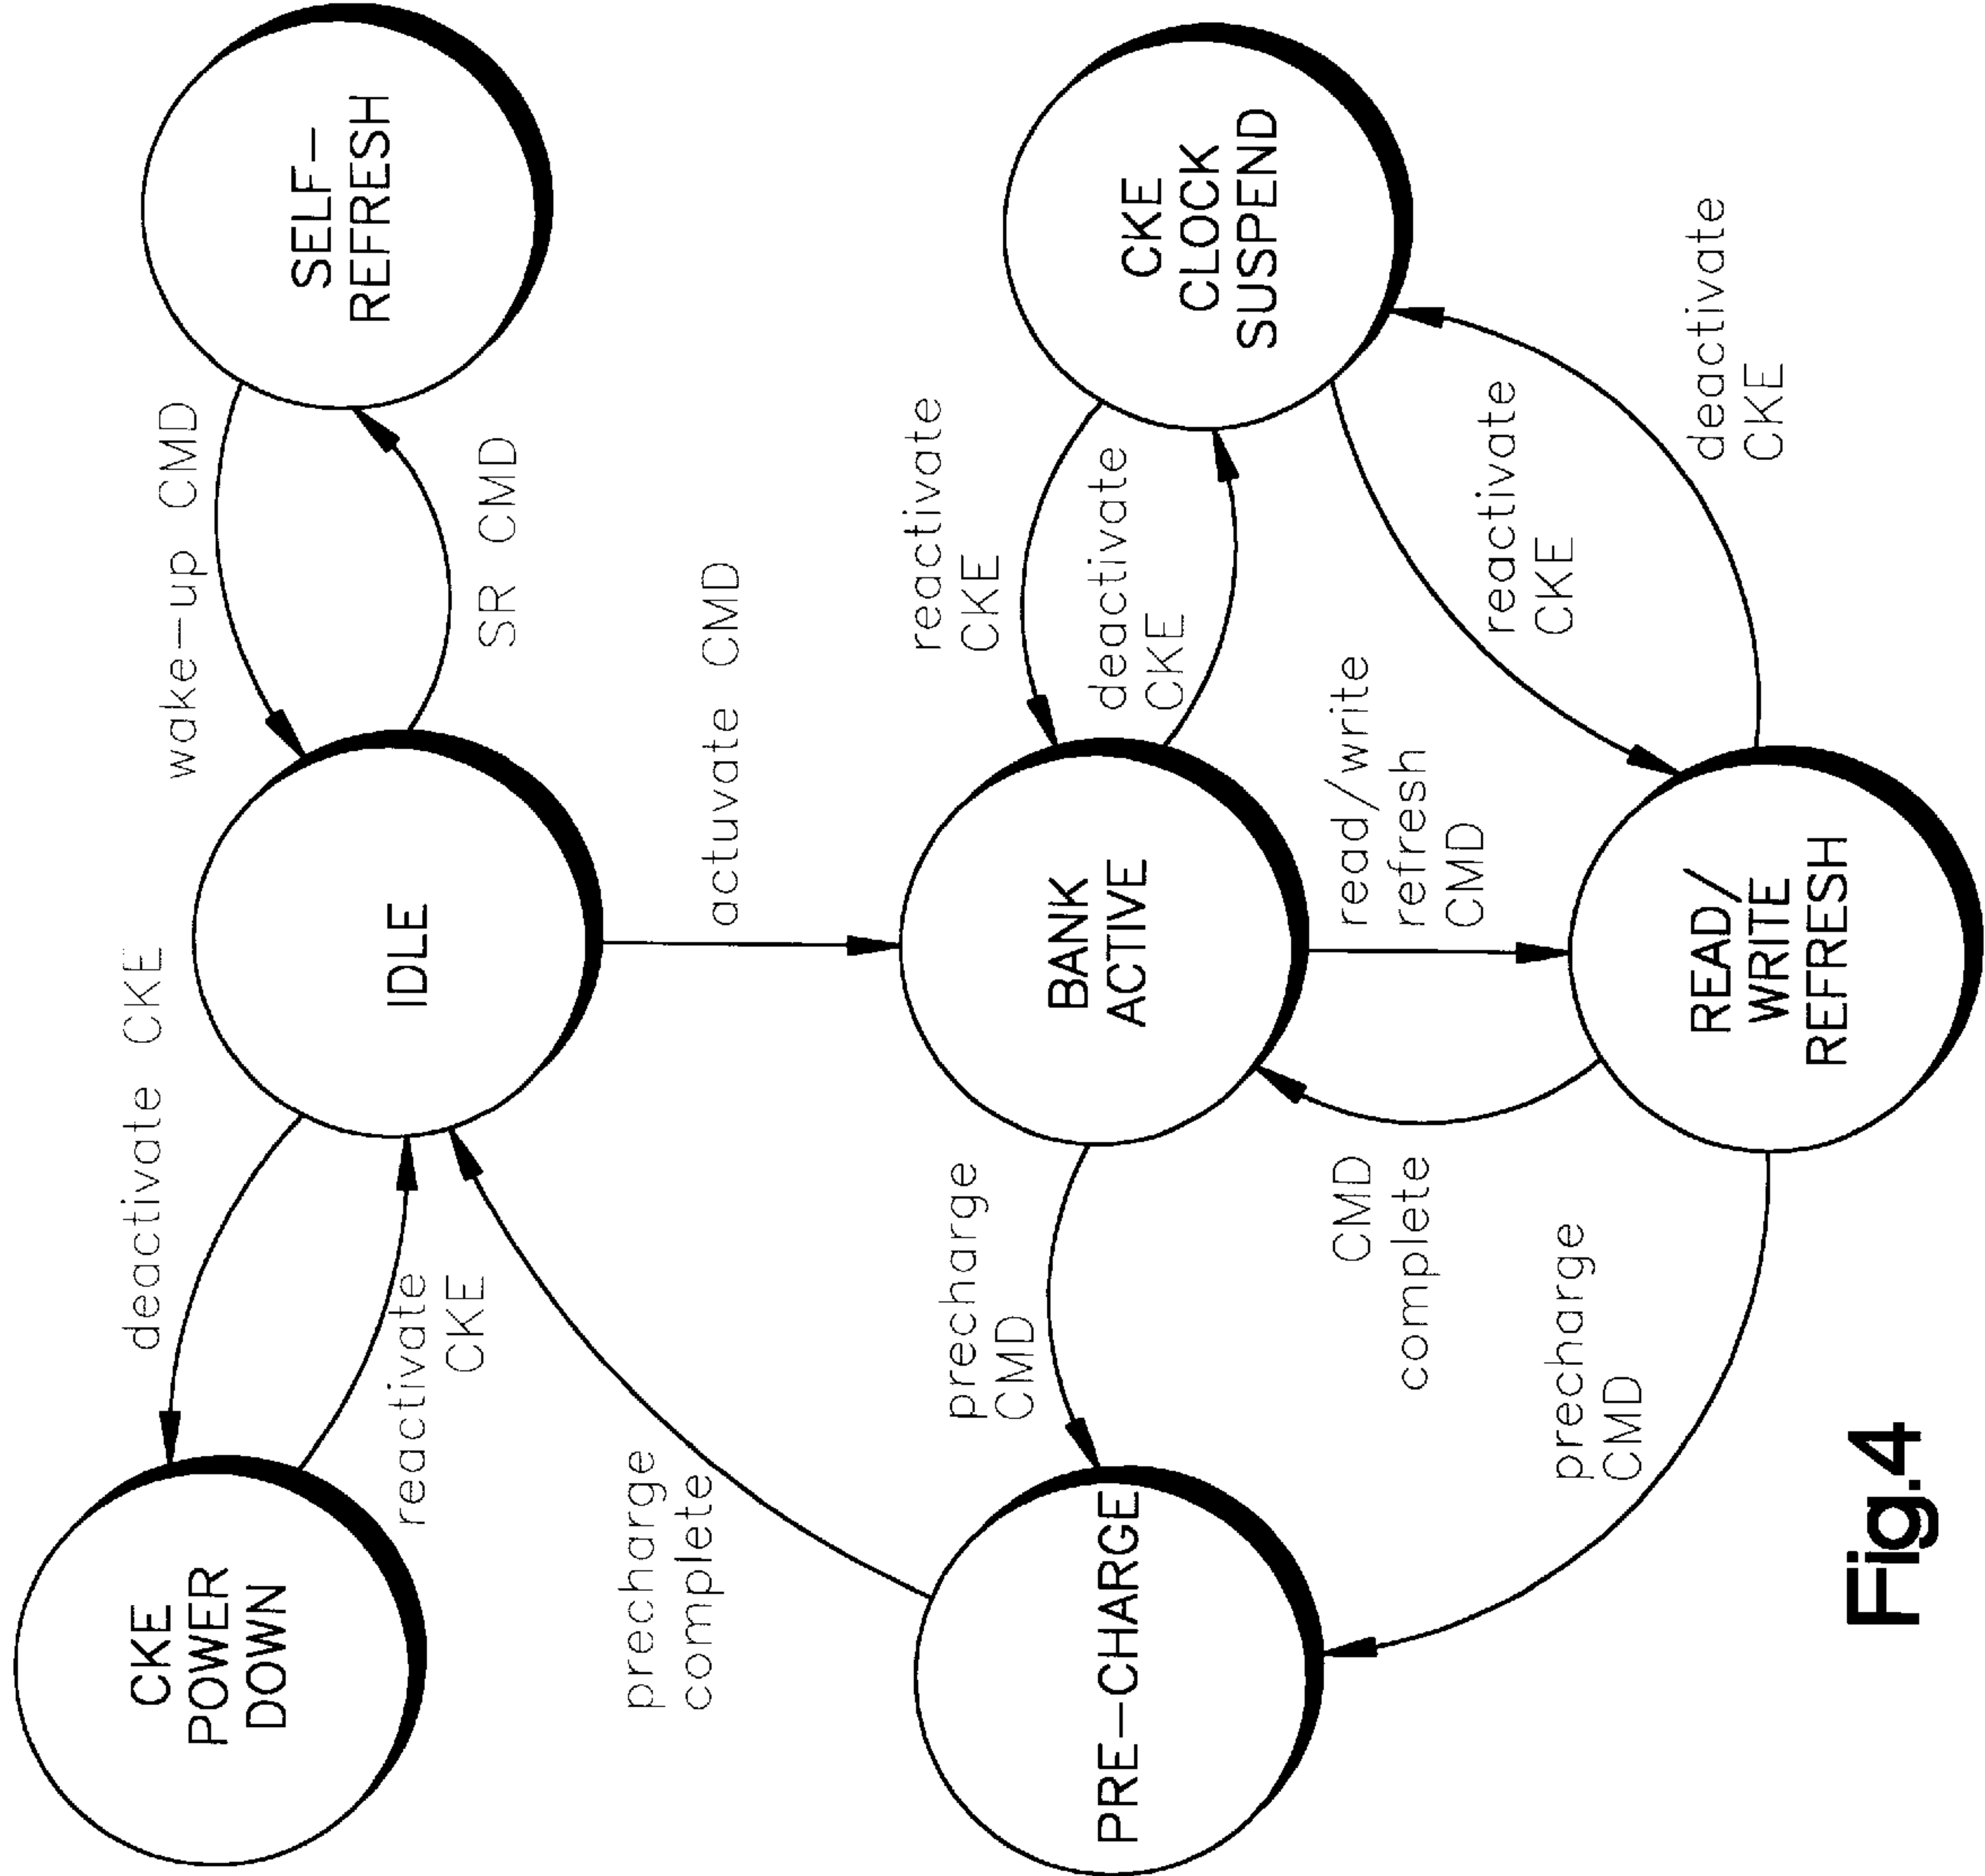 CKE
POWER
DOWN
deactivate CKE
reactivate
CKE
IDLE
wake-up CMD
SR CMD
SELF-
REFRESH
precharge
complete
actuvate CMD
PRE-CHARGE
precharge
CMD
BANK
ACTIVE
reactivate
CKE
deactivate
CKE
CKE
CLOCK
SUSPEND
CMD
complete
read/write
refresh
CMD
reactivate
CKE
deactivate
CKE
precharge
CMD
READ/
WRITE
REFRESH
Fig.4